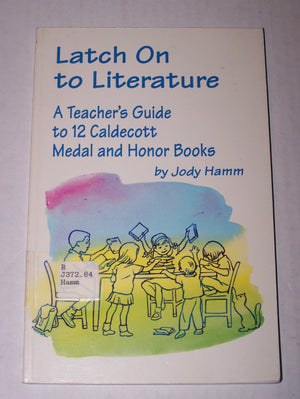 Latch On
to Literature
A Teacher's Guide
to 12 Caldecott
Medal and Honor Books
by Jody Hamm
R
J372.64
Hamm